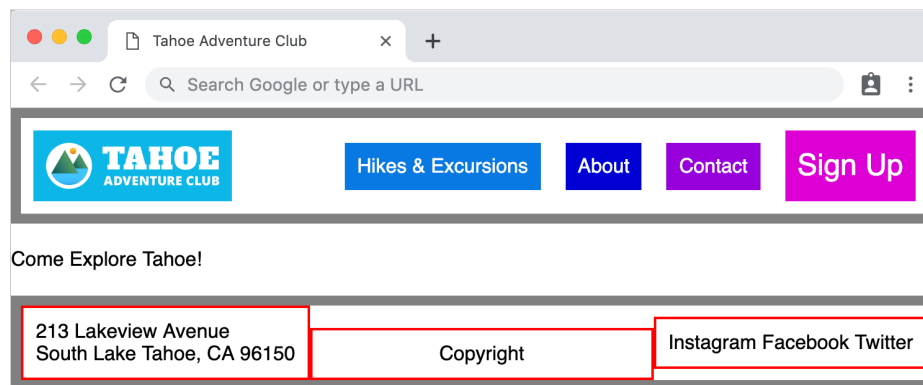 Tahoe Adventure Club
Search Google or type a URL
TAHOE
ADVENTURE CLUB
Hikes & Excursions
About
Contact
Sign Up
Come Explore Tahoe!
213 Lakeview Avenue
South Lake Tahoe, CA 96150
Copyright
Instagram Facebook Twitter